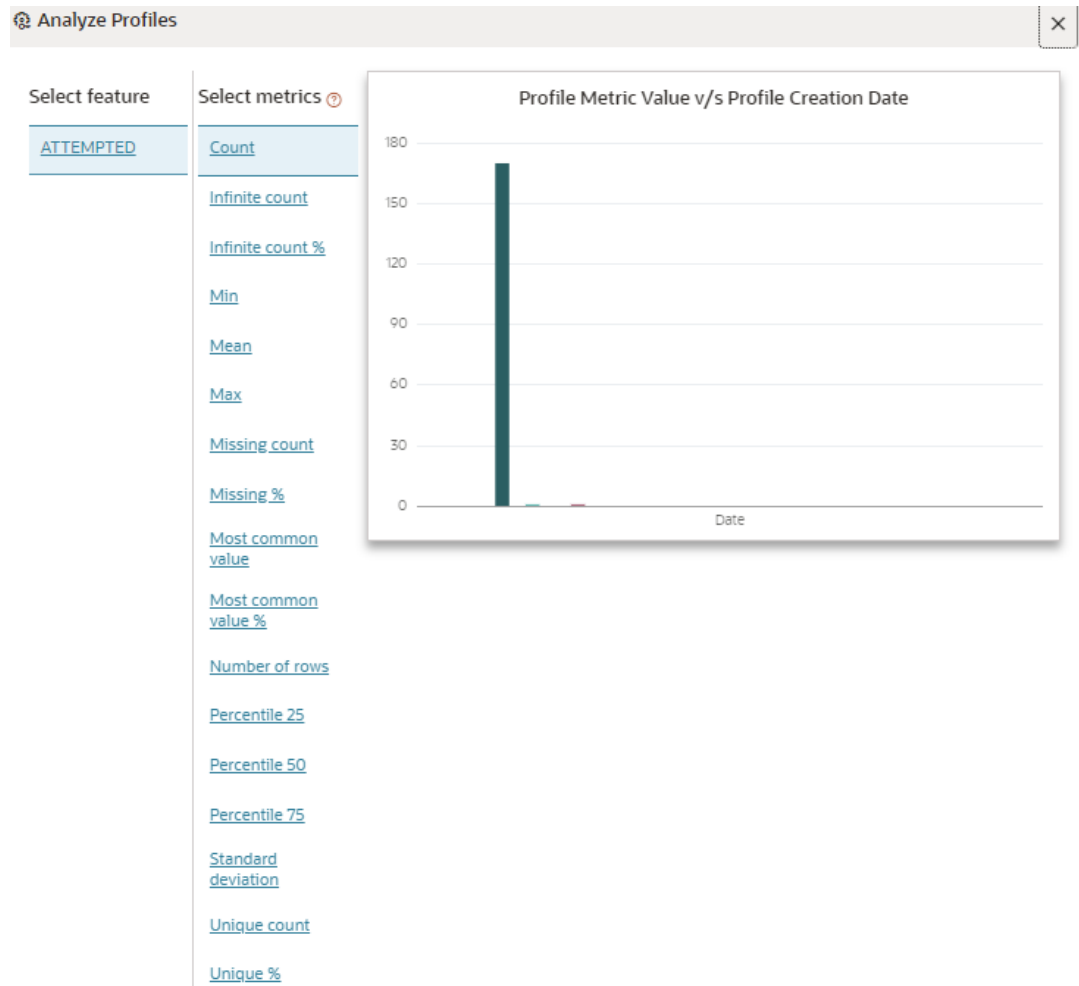 Analyze Profiles
Select feature
ATTEMPTED
Select metrics
Count
Infinite count
Infinite count %
Min
Mean
Max
Missing count
Missing %
Most common
value
Most common
value %
Number of rows
Percentile 25
Percentile 50
Percentile 75
Standard
deviation
Unique count
Unique %
Profile Metric Value v/s Profile Creation Date
180
150
120
90
60
30
0
Date